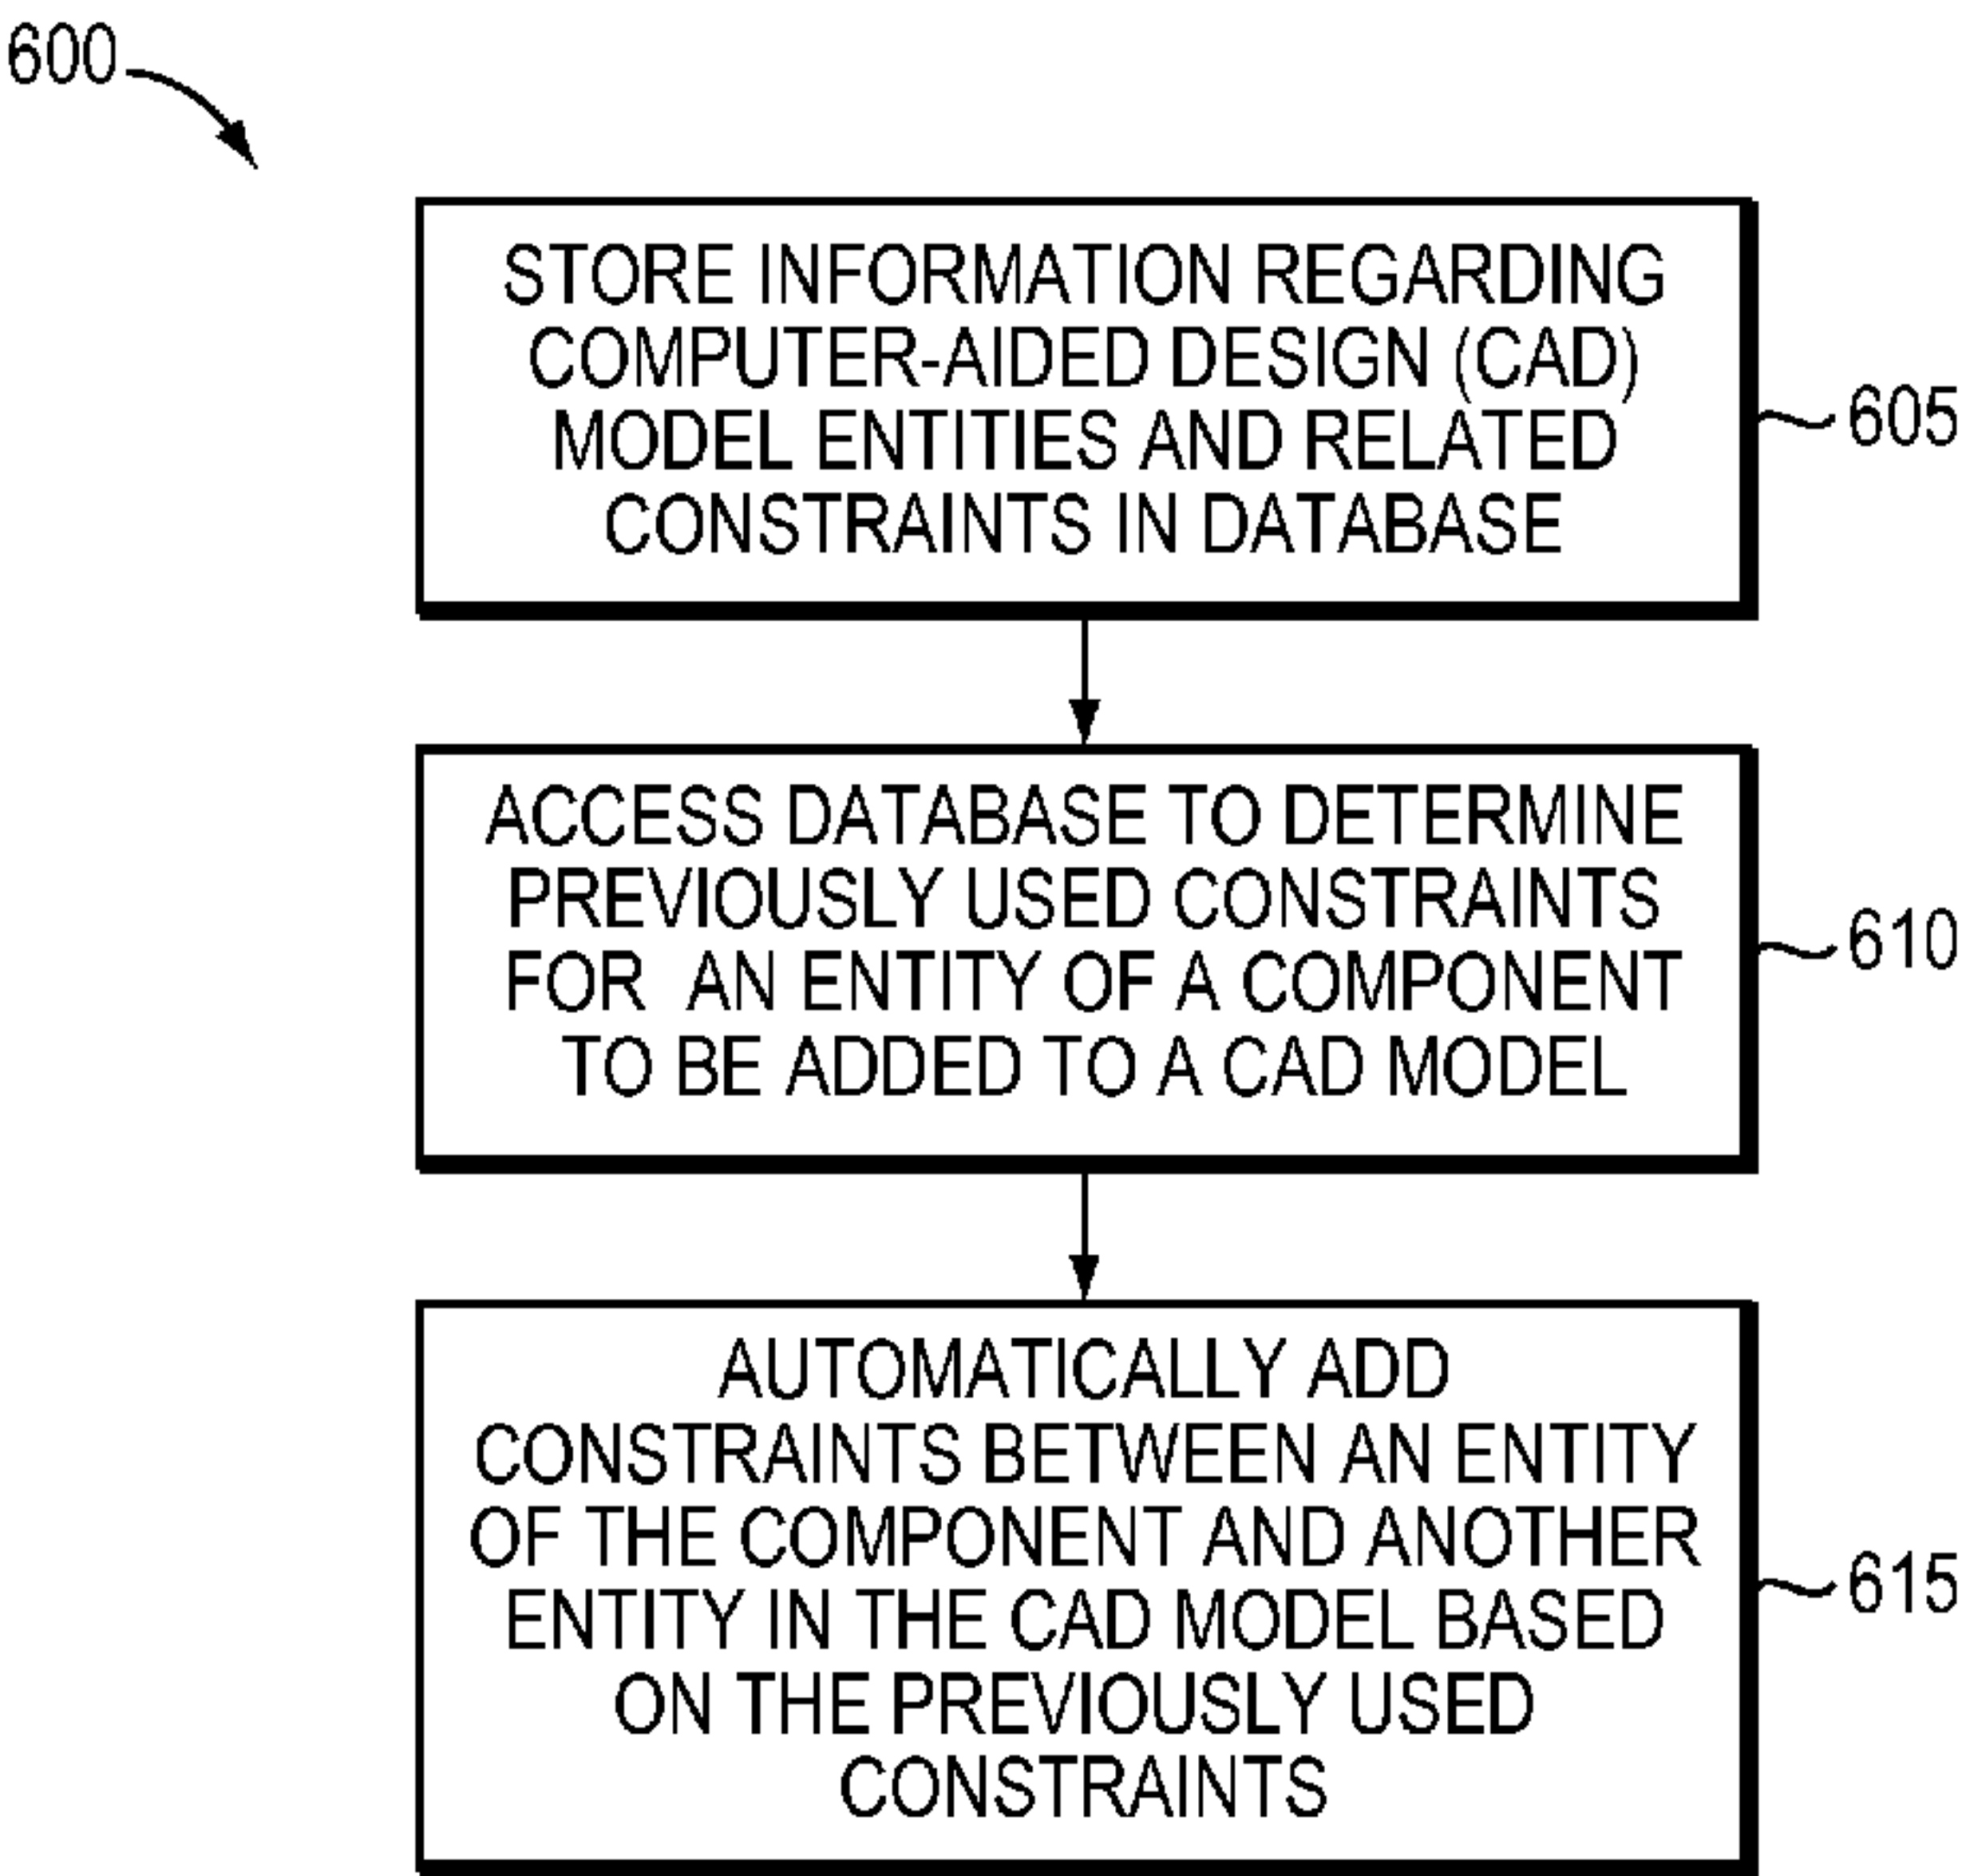 600
STORE INFORMATION REGARDING
COMPUTER-AIDED DESIGN (CAD)
MODEL ENTITIES AND RELATED
CONSTRAINTS IN DATABASE
605
ACCESS DATABASE TO DETERMINE
PREVIOUSLY USED CONSTRAINTS
FOR AN ENTITY OF A COMPONENT
TO BE ADDED TO A CAD MODEL
610
AUTOMATICALLY ADD
CONSTRAINTS BETWEEN AN ENTITY
OF THE COMPONENT AND ANOTHER
ENTITY IN THE CAD MODEL BASED
ON THE PREVIOUSLY USED
CONSTRAINTS
615